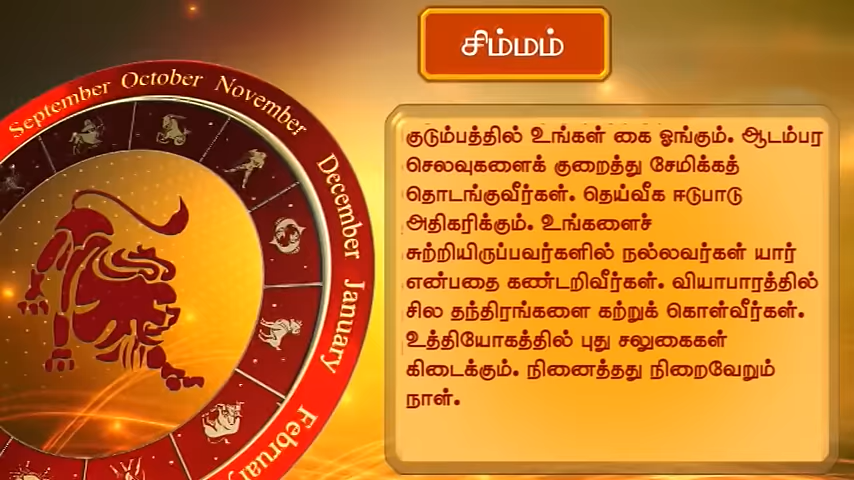 சிம்மம்
September October November December January February
குடும்பத்தில் உங்கள் கை ஓங்கும். ஆடம்பர
செலவுகளைக் குறைத்து சேமிக்கத்
தொடங்குவீர்கள். தெய்வீக ஈடுபாடு
அதிகரிக்கும். உங்களைச்
சுற்றியிருப்பவர்களில் நல்லவர்கள் யார்
என்பதை கண்டறிவீர்கள். வியாபாரத்தில்
சில தந்திரங்களை கற்றுக் கொள்வீர்கள்.
உத்தியோகத்தில் புது சலுகைகள்
கிடைக்கும். நினைத்தது நிறைவேறும்
நாள்.